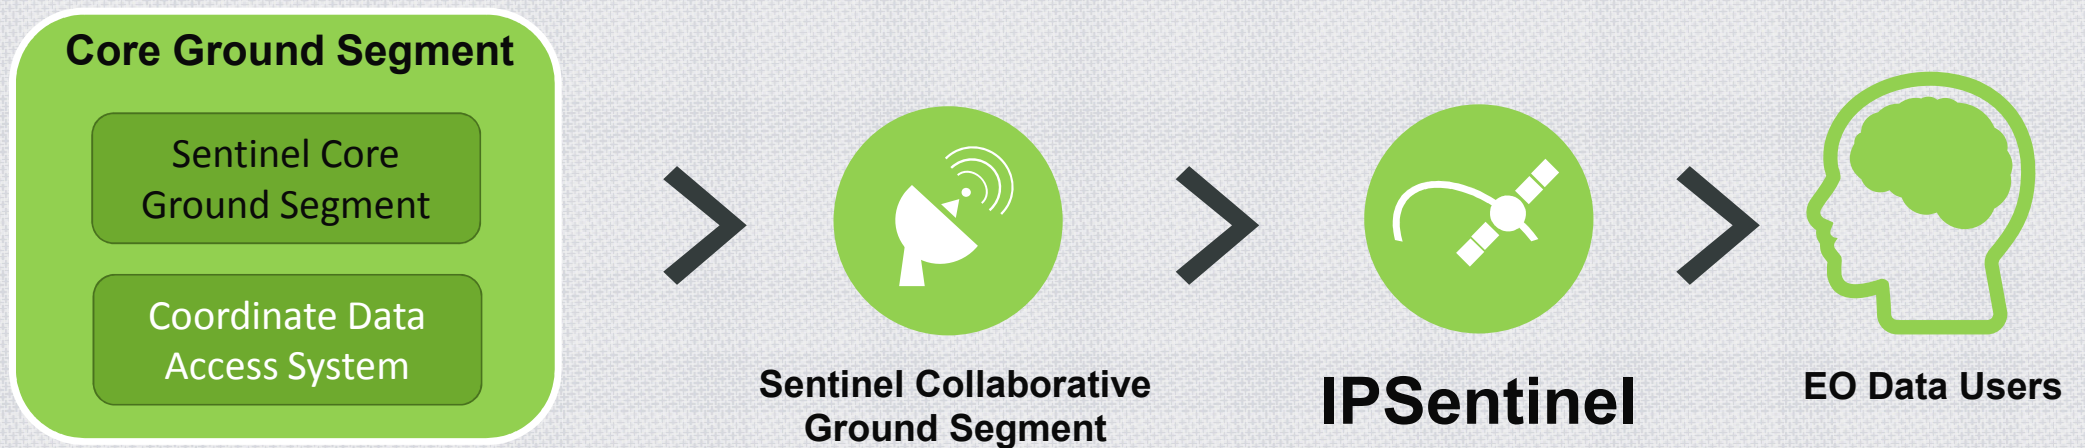 Core Ground Segment
Sentinel Core
Ground Segment
Coordinate Data
Access System
Sentinel Collaborative
Ground Segment
IPSentinel
EO Data Users